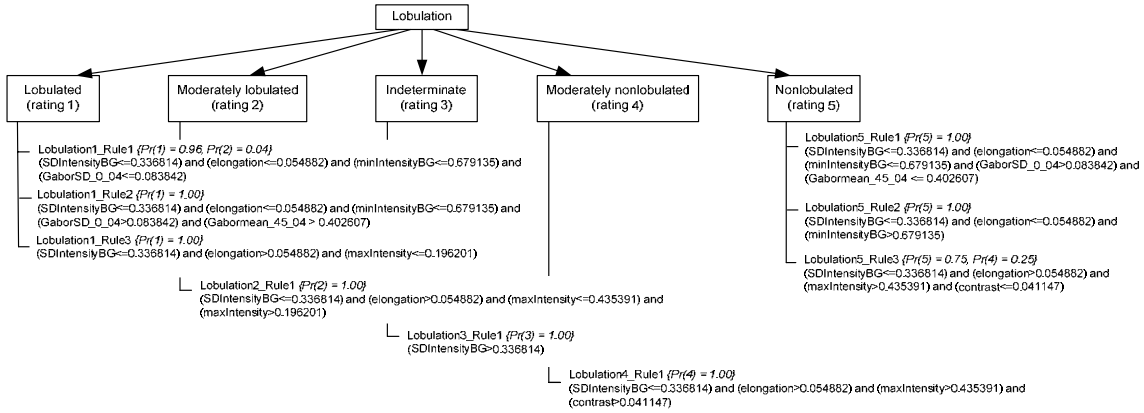 Lobulation
Lobulated
(rating 1)
Moderately lobulated
(rating 2)
Indeterminate
(rating 3)
Moderately nonlobulated
(rating 4)
Nonlobulated
(rating 5)
Lobulation1_Rule1 {Pr(1) = 0.96, Pr(2) = 0.04}
(SDIntensityBG<=0.336814) and (elongation<=0.054882) and (minIntensityBG<=0.679135) and
(GaborSD_0_04<=0.083842)
Lobulation1_Rule2 {Pr(1) = 1.00}
(SDIntensityBG<=0.336814) and (elongation<=0.054882) and (minIntensityBG<=0.679135) and
(GaborSD_0_04>0.083842) and (Gabormean_45_04 > 0.402607)
Lobulation1_Rule3 {Pr(1) = 1.00}
(SDIntensityBG<=0.336814) and (elongation>0.054882) and (maxIntensity<=0.196201)
Lobulation2_Rule1 {Pr(2) = 1.00}
(SDIntensityBG<=0.336814) and (elongation>0.054882) and (maxIntensity<=0.435391) and
(maxIntensity>0.196201)
Lobulation3_Rule1 {Pr(3) = 1.00}
(SDIntensityBG>0.336814)
Lobulation4_Rule1 {Pr(4) = 1.00}
(SDIntensityBG<=0.336814) and (elongation>0.054882) and (maxIntensity>0.435391) and
(contrast>0.041147)
Lobulation5_Rule1 {Pr(5) = 1.00}
(SDIntensityBG<=0.336814) and (elongation<=0.054882) and
(minIntensityBG<=0.679135) and (GaborSD_0_04>0.083842) and
(Gabormean_45_04 <= 0.402607)
Lobulation5_Rule2 {Pr(5) = 1.00}
(SDIntensityBG<=0.336814) and (elongation<=0.054882) and
(minIntensityBG>0.679135)
Lobulation5_Rule3 {Pr(5) = 0.75, Pr(4) = 0.25}
(SDIntensityBG<=0.336814) and (elongation>0.054882) and
(maxIntensity>0.435391) and (contrast<=0.041147)